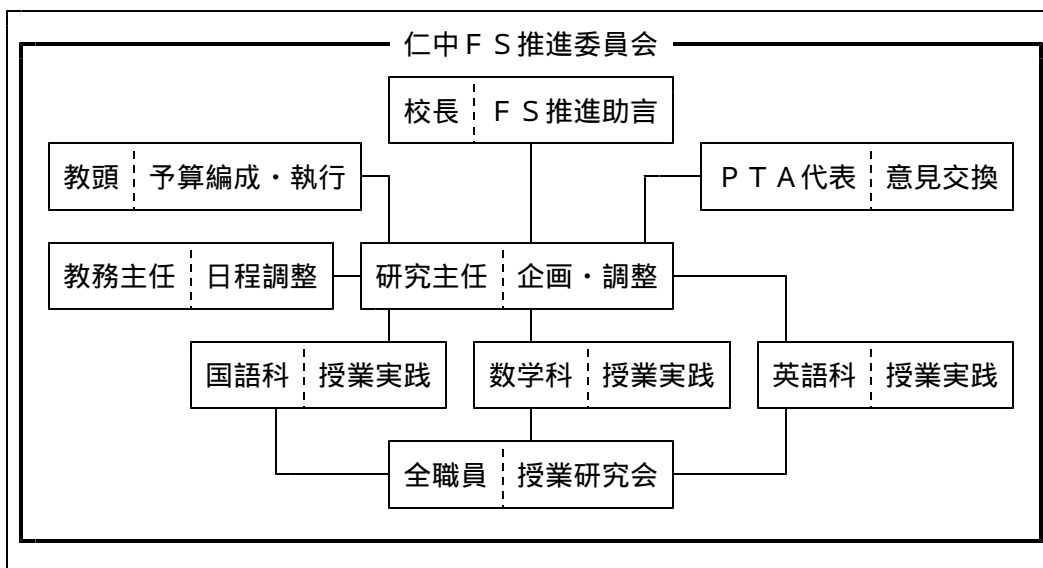 仁中ＦＳ推進委員会
校長 ＦＳ推進助言
教頭 予算編成・執行
ＰＴＡ代表 意見交換
教務主任 日程調整
研究主任 企画・調整
国語科 授業実践
数学科 授業実践
英語科 授業実践
全職員 授業研究会